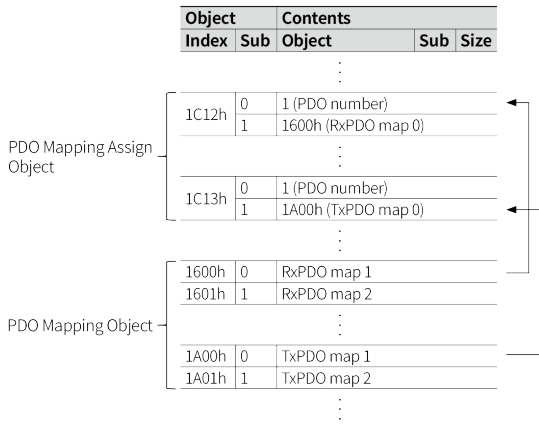 Object Contents
Index Sub Object Sub Size
1C12h 0 1 (PDO number)
1 1600h (RxPDO map 0)
PDO Mapping Assign
Object
1C13h 0 1 (PDO number)
1 1A00h (TxPDO map 0)
1600h 0 RxPDO map 1
1601h 1 RxPDO map 2
PDO Mapping Object
1A00h 0 TxPDO map 1
1A01h 1 TxPDO map 2